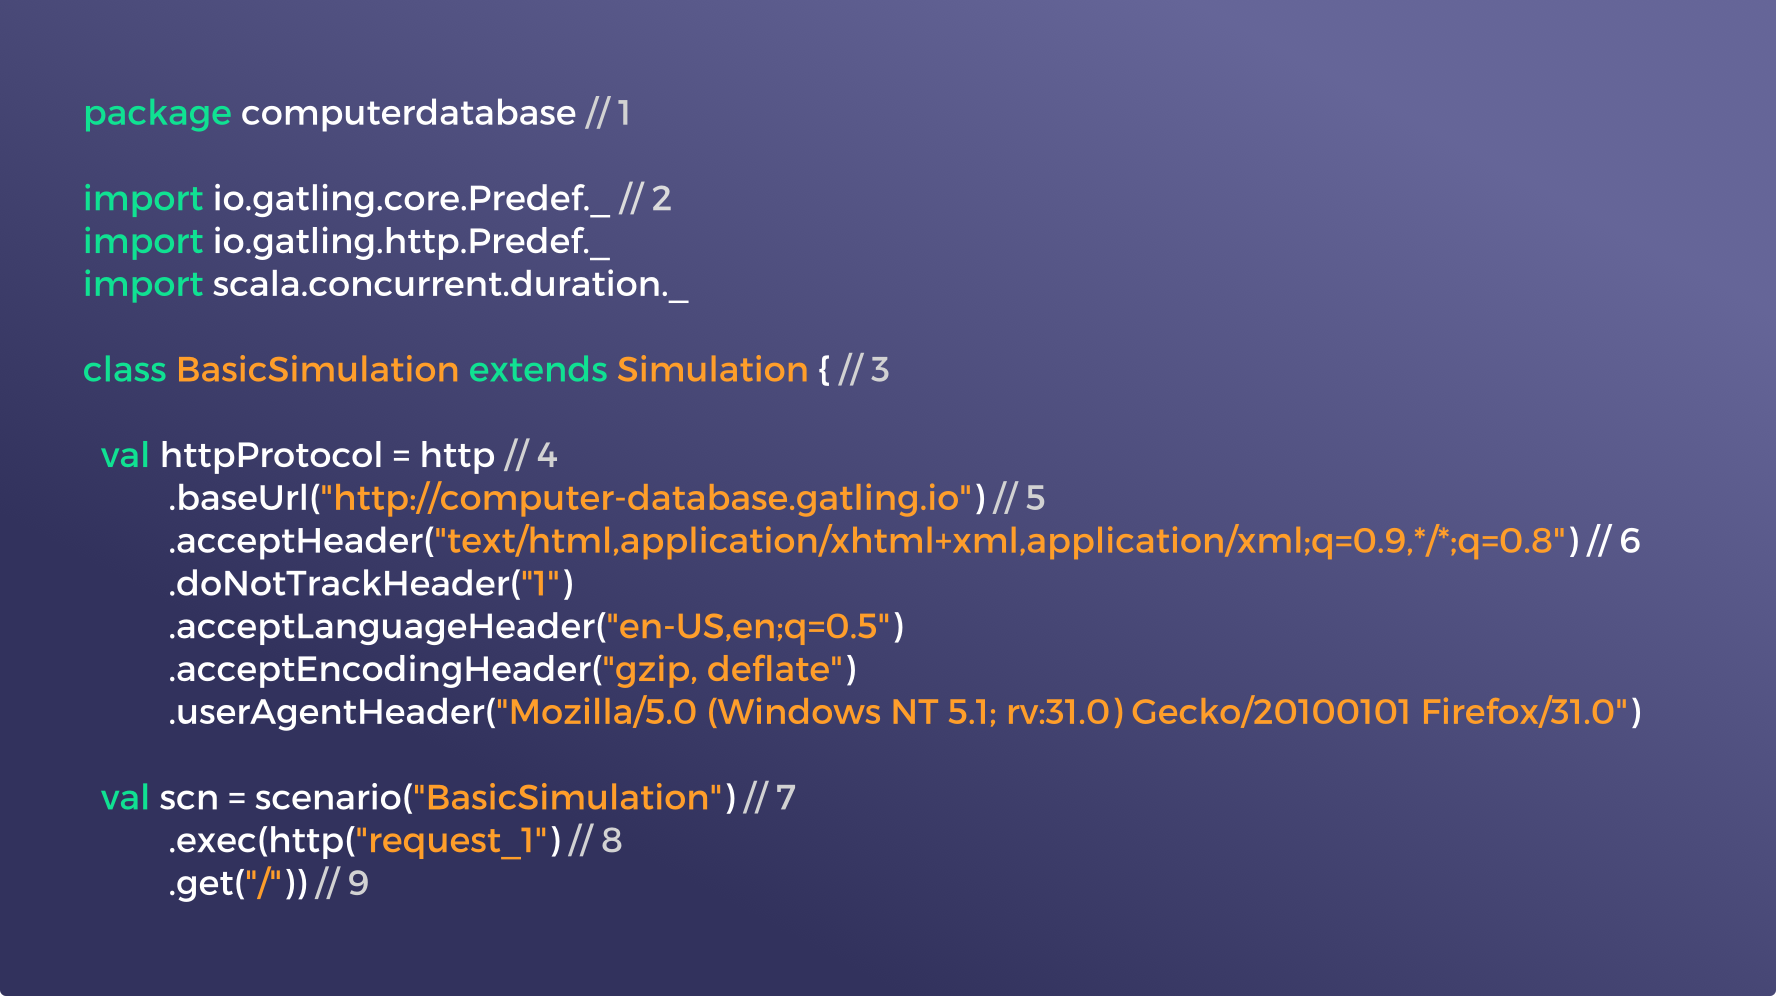 package computerdatabase // 1
import io.gatling.core.Predef._ // 2
import io.gatling.http.Predef._
import scala.concurrent.duration._
class BasicSimulation extends Simulation { // 3
val httpProtocol = http // 4
.baseUrl("http://computer-database.gatling.io") // 5
.acceptHeader("text/html,application/xhtml+xml,application/xml;q=0.9,*/*;q=0.8") // 6
.doNotTrackHeader("1")
.acceptLanguageHeader("en-US,en;q=0.5")
.acceptEncodingHeader("gzip, deflate")
.userAgentHeader("Mozilla/5.0 (Windows NT 5.1; rv:31.0) Gecko/20100101 Firefox/31.0")
val scn = scenario("BasicSimulation") // 7
.exec(http("request_1") // 8
.get("/")) // 9